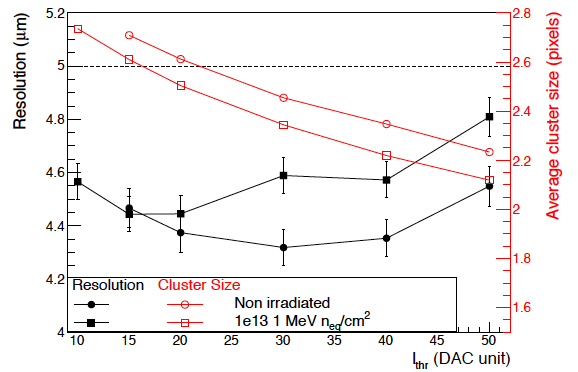 Resolution (μm)
5.2
5
4.8
4.6
4.4
4.2
4
2.8
2.6
2.4
2.2
2
1.8
1.6
Average cluster size (pixels)
Resolution Cluster Size
Non irradiated
1e13 1 MeV n_eq/cm²
10 15 20 25 30 35 40 45 50
I_thr (DAC unit)